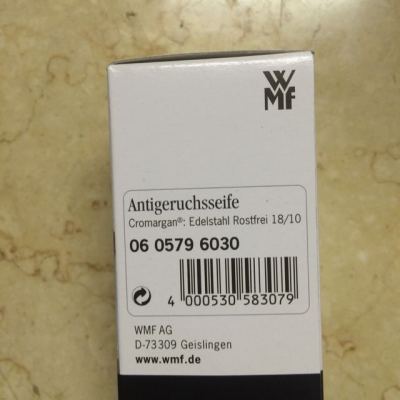 WMF
Antigeruchsseife
Cromargan®: Edelstahl Rostfrei 18/10
06 0579 6030
4 000530 583079
WMF AG
D-73309 Geislingen
www.wmf.de